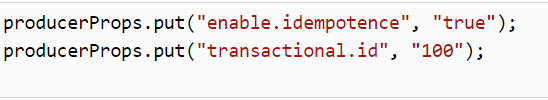 producerProps.put("enable.idempotence", "true");
producerProps.put("transactional.id", "100");